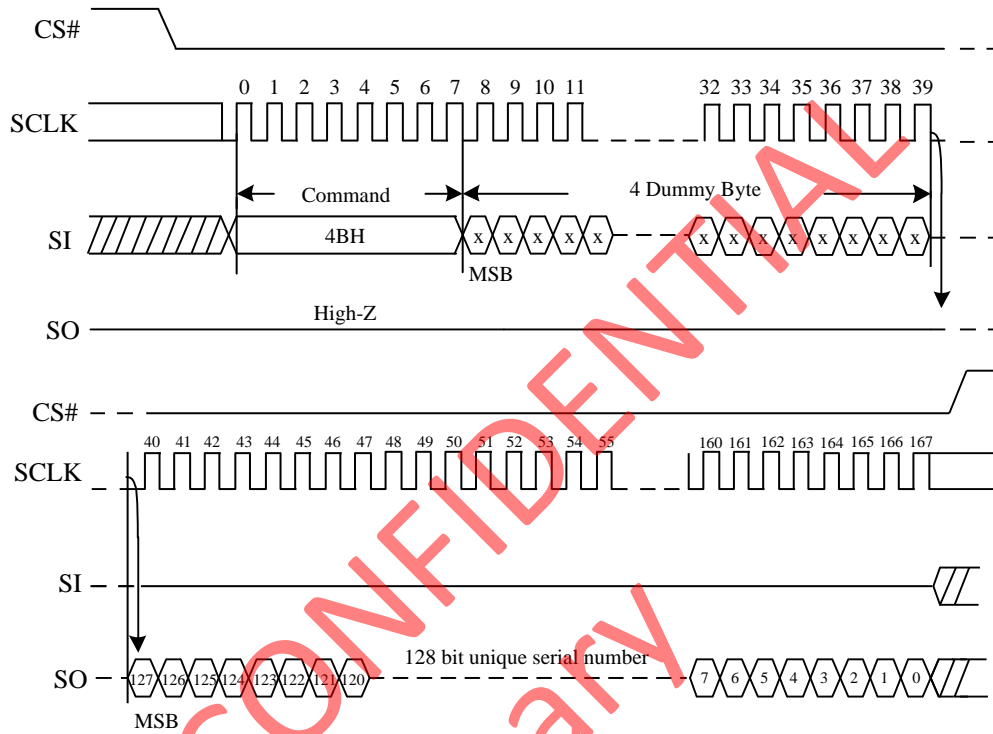 CS#
0 1 2 3 4 5 6 7 8 9 10 11 32 33 34 35 36 37 38 39
SCLK
Command 4 Dummy Byte
SI 4BH x x x x x x x x x x x x x
MSB
High-Z
SO
CS#
40 41 42 43 44 45 46 47 48 49 50 51 52 53 54 55 160 161 162 163 164 165 166 167
SCLK
SI
128 bit unique serial number
SO 127 126 125 124 123 122 121 120 7 6 5 4 3 2 1 0
MSB
CONFIDENTIAL
ary